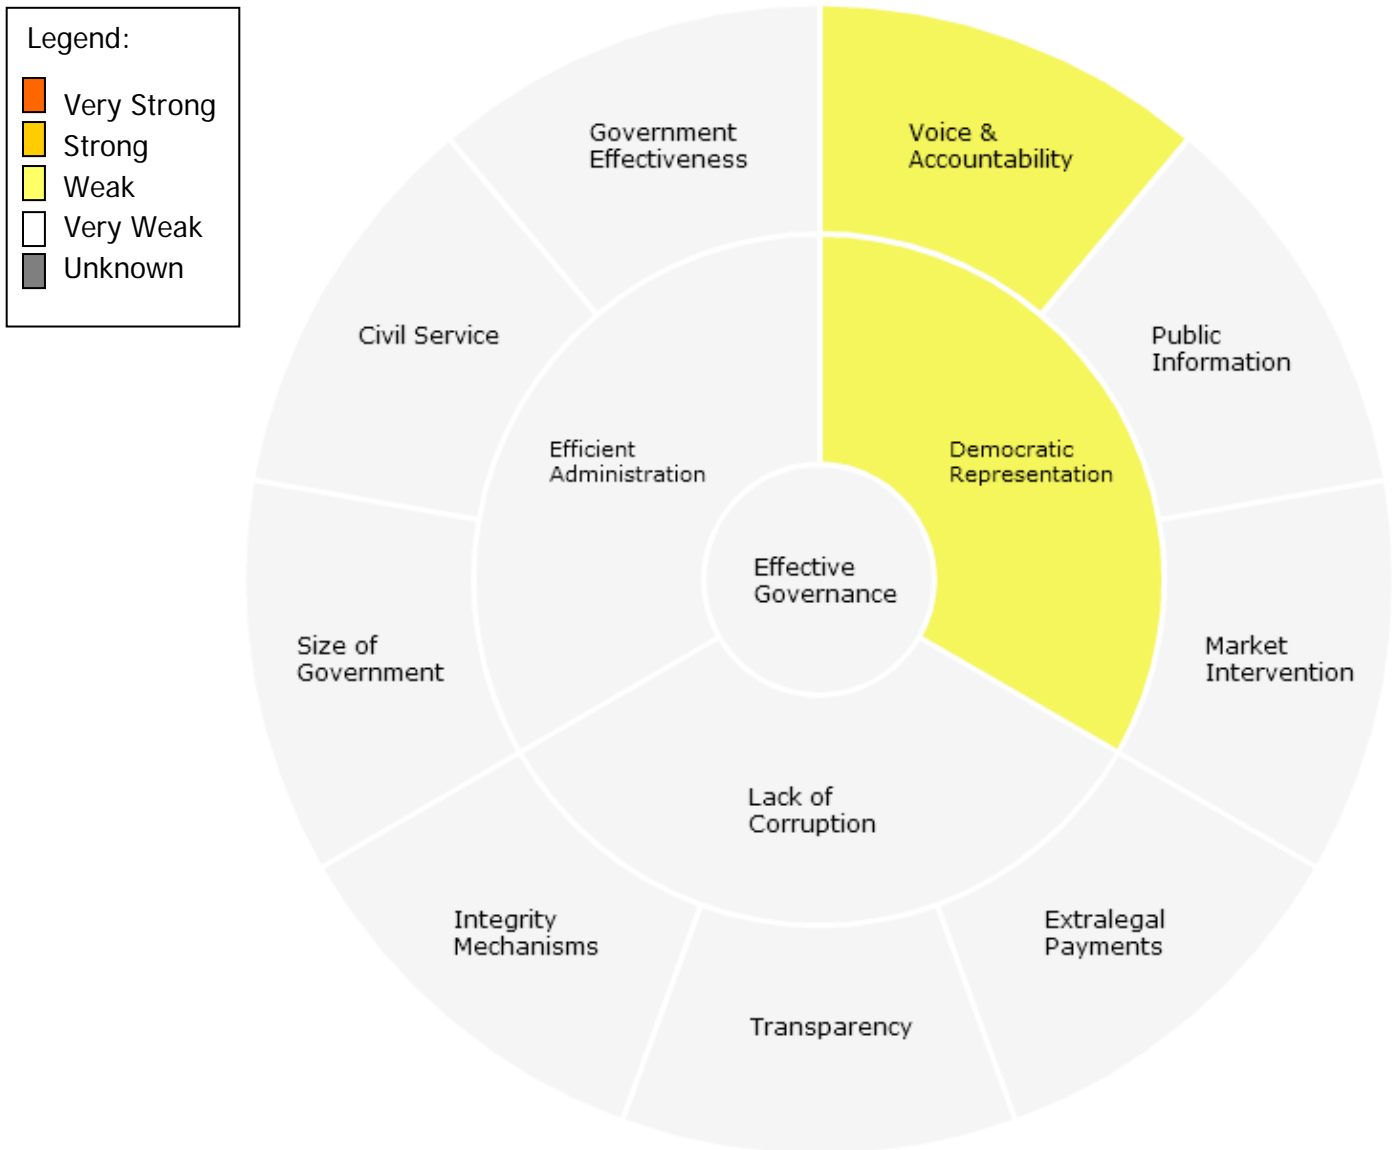 Legend:
Very Strong
Strong
Weak
Very Weak
Unknown
Government
Effectiveness
Voice &
Accountability
Civil Service
Public
Information
Efficient
Administration
Democratic
Representation
Effective
Governance
Size of
Government
Market
Intervention
Lack of
Corruption
Integrity
Mechanisms
Extralegal
Payments
Transparency